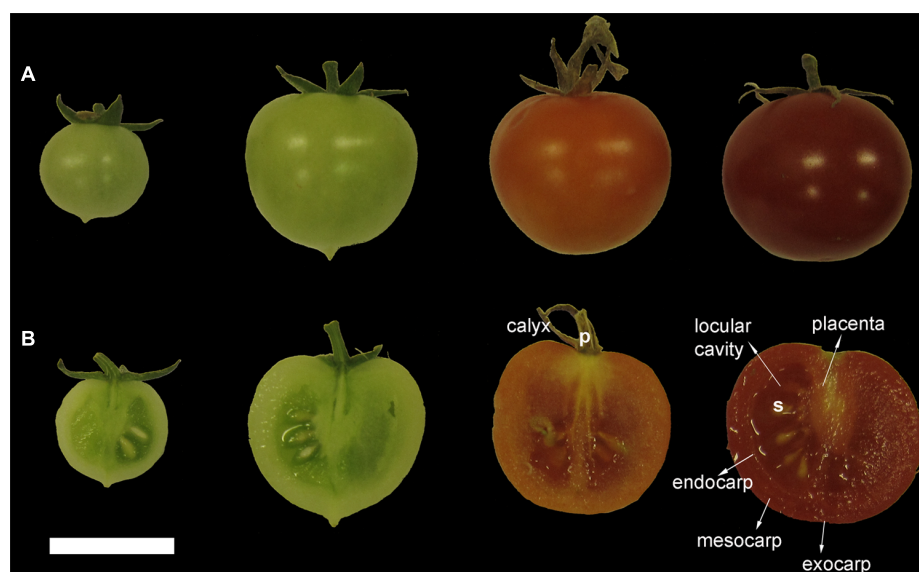 A
B
calyx
p
locular
cavity
placenta
s
endocarp
mesocarp
exocarp